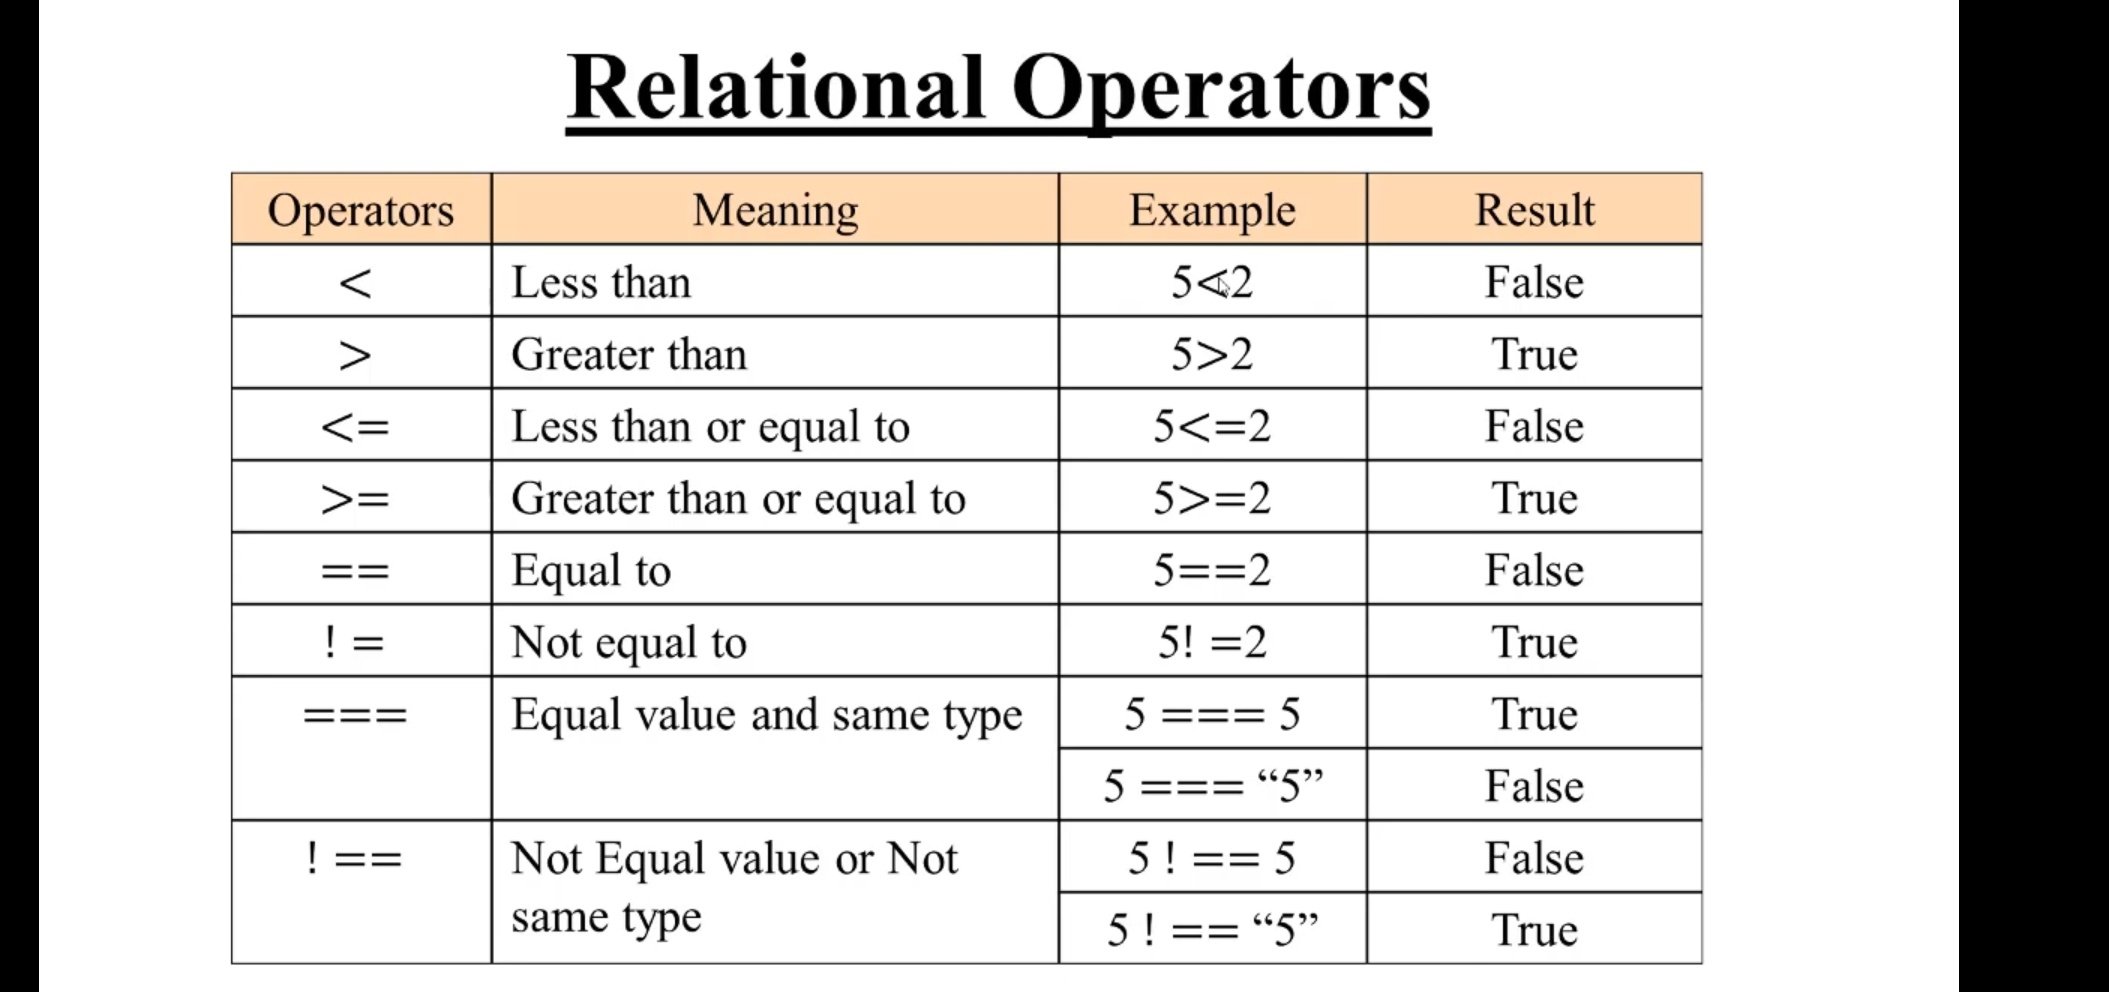 Relational Operators
Operators Meaning Example Result
< Less than 5<2 False
> Greater than 5>2 True
<= Less than or equal to 5<=2 False
>= Greater than or equal to 5>=2 True
== Equal to 5==2 False
! = Not equal to 5! =2 True
=== Equal value and same type 5 === 5 True
5 === “5” False
! == Not Equal value or Not 5 ! == 5 False
same type 5 ! == “5” True